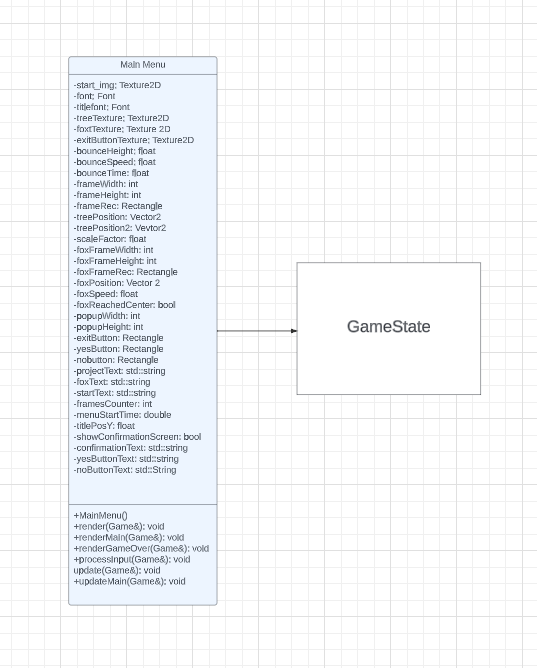 Main Menu
-start_img; Texture2D
-font; Font
-titlefont; Font
-treeTexture; Texture2D
-foxtTexture; Texture 2D
-exitButtonTexture; Texture2D
-bounceHeight; float
-bounceSpeed; float
-bounceTime: float
-frameWidth: int
-frameHeight: int
-frameRec: Rectangle
-treePosition: Vector2
-treePosition2: Vevtor2
-scaleFactor: float
-foxFrameWidth: int
-foxFrameHeight: int
-foxFrameRec: Rectangle
-foxPosition: Vector 2
-foxSpeed: float
-foxReachedCenter: bool
-popupWidth: int
-popupHeight: int
-exitButton: Rectangle
-yesButton: Rectangle
-nobutton: Rectangle
-projectText: std::string
-foxText: std::string
-startText: std::string
-framesCounter: int
-menuStartTime: double
-titlePosY: float
-showConfirmationScreen: bool
-confirmationText: std::string
-yesButtonText: std::string
-noButtonText: std::String
+MainMenu()
+render(Game&): void
+renderMain(Game&): void
+renderGameOver(Game&): void
+processInput(Game&): void
update(Game&): void
+updateMain(Game&): void
GameState